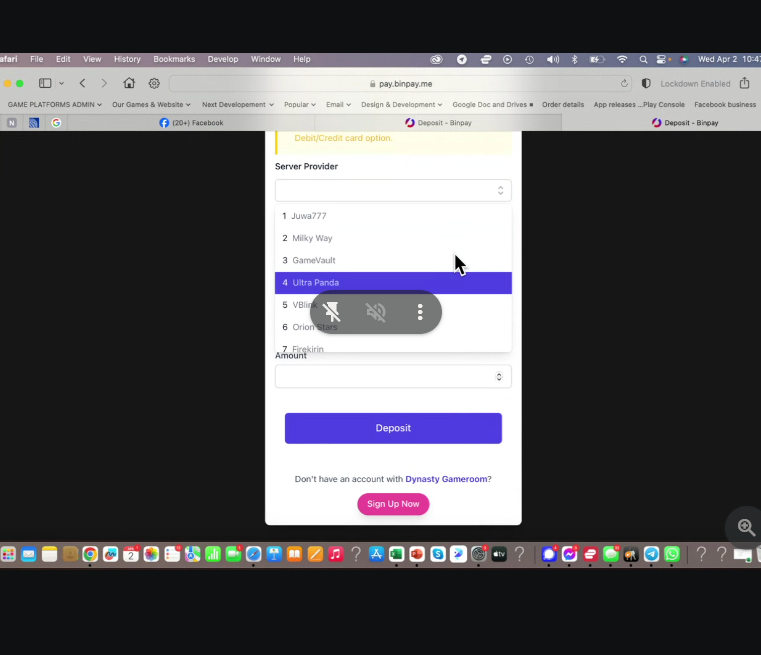 afari File Edit View History Bookmarks Develop Window Help Wed Apr 2 10:47
pay.binpay.me Lockdown Enabled
GAME PLATFORMS ADMIN Our Games & Website Next Developement Popular Email Design & Development Google Doc and Drives Order details App releases ...Play Console Facebook business
N G (20+) Facebook Deposit - Binpay Deposit - Binpay
Debit/Credit card option.
Server Provider
1 Juwa777
2 Milky Way
3 GameVault
4 Ultra Panda
5 VBlink
6 Orion Stars
7 Firekirin
Amount
Deposit
Don't have an account with Dynasty Gameroom?
Sign Up Now